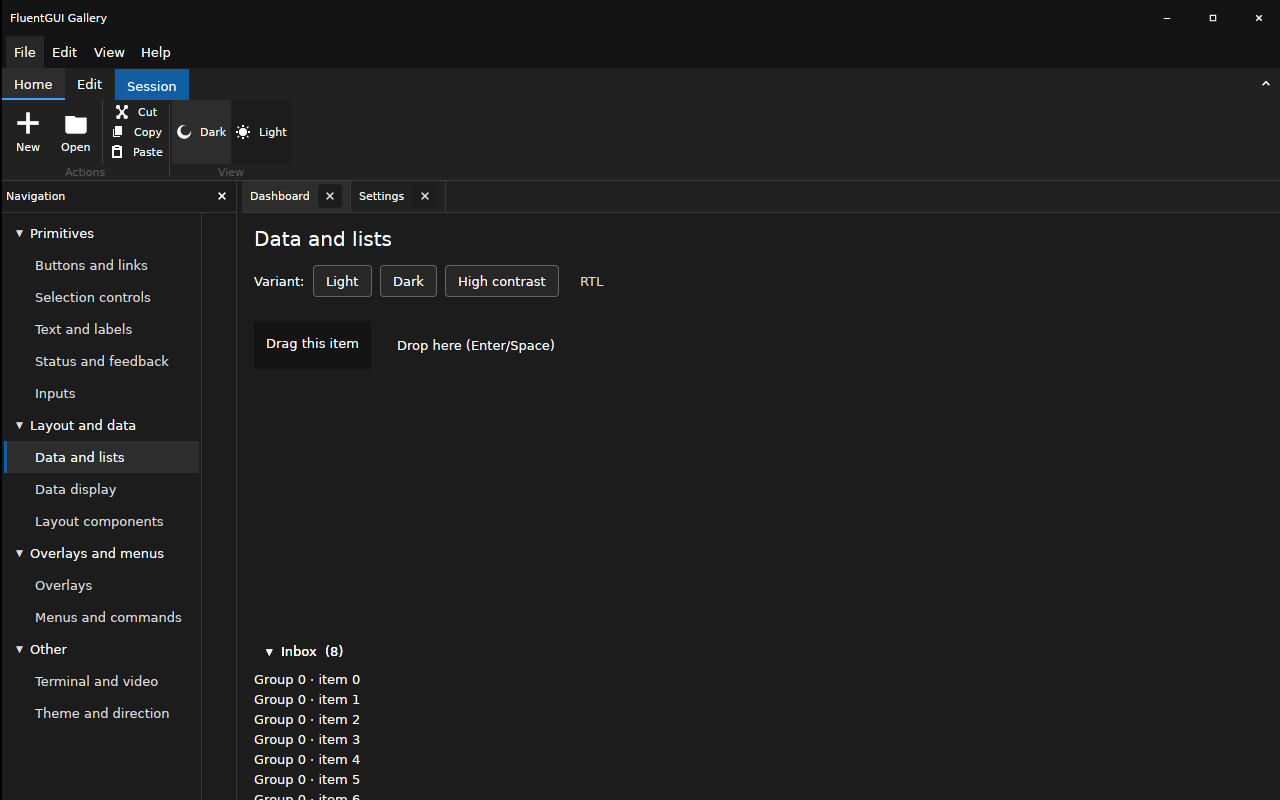 FluentGUI Gallery
File Edit View Help
Home Edit Session
New Open Cut Copy Paste Dark Light
Actions View
Navigation
Dashboard Settings
Primitives
Buttons and links
Selection controls
Text and labels
Status and feedback
Inputs
Layout and data
Data and lists
Data display
Layout components
Overlays and menus
Overlays
Menus and commands
Other
Terminal and video
Theme and direction
Data and lists
Variant: Light Dark High contrast RTL
Drag this item Drop here (Enter/Space)
Inbox (8)
Group 0 · item 0
Group 0 · item 1
Group 0 · item 2
Group 0 · item 3
Group 0 · item 4
Group 0 · item 5
Group 0 · item 6